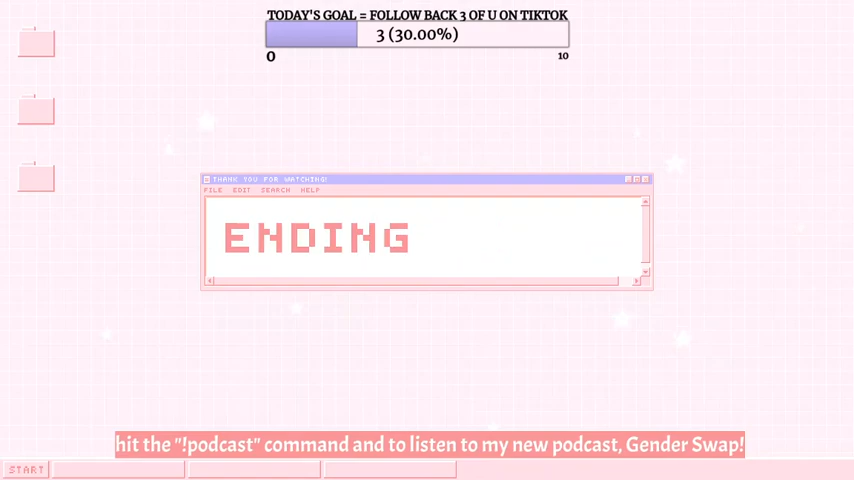 TODAY'S GOAL = FOLLOW BACK 3 OF U ON TIKTOK
3 (30.00%)
0 10
THANK YOU FOR WATCHING!
FILE EDIT SEARCH HELP
ENDING
hit the "!podcast" command and to listen to my new podcast, Gender Swap!
START